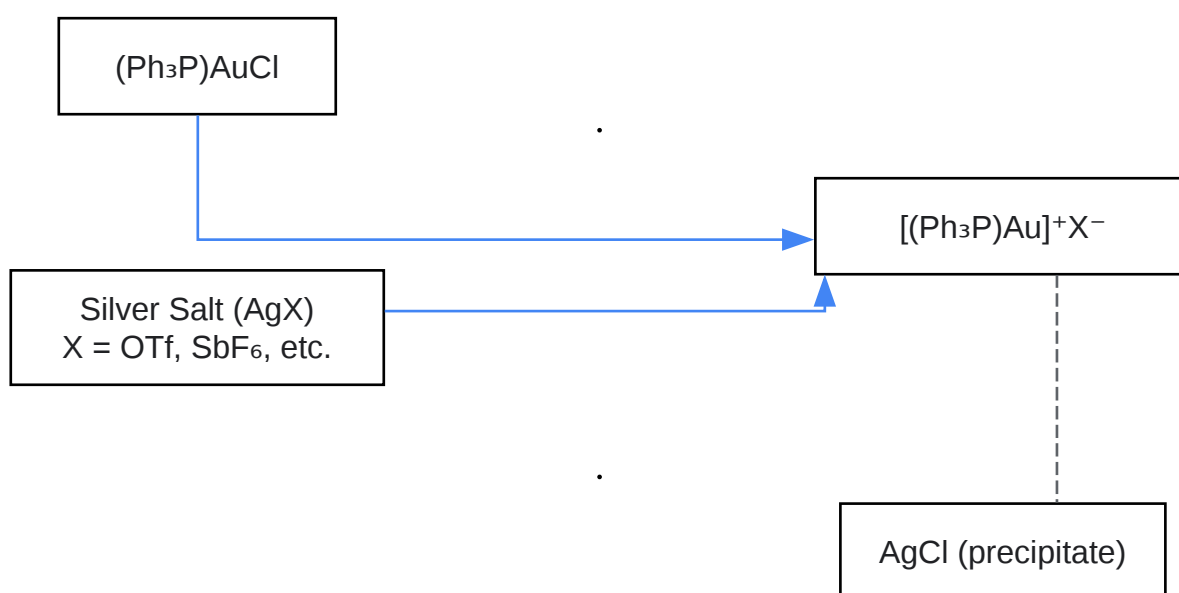 (Ph₃P)AuCl
[(Ph₃P)Au]⁺X⁻
Silver Salt (AgX)
X = OTf, SbF₆, etc.
AgCl (precipitate)